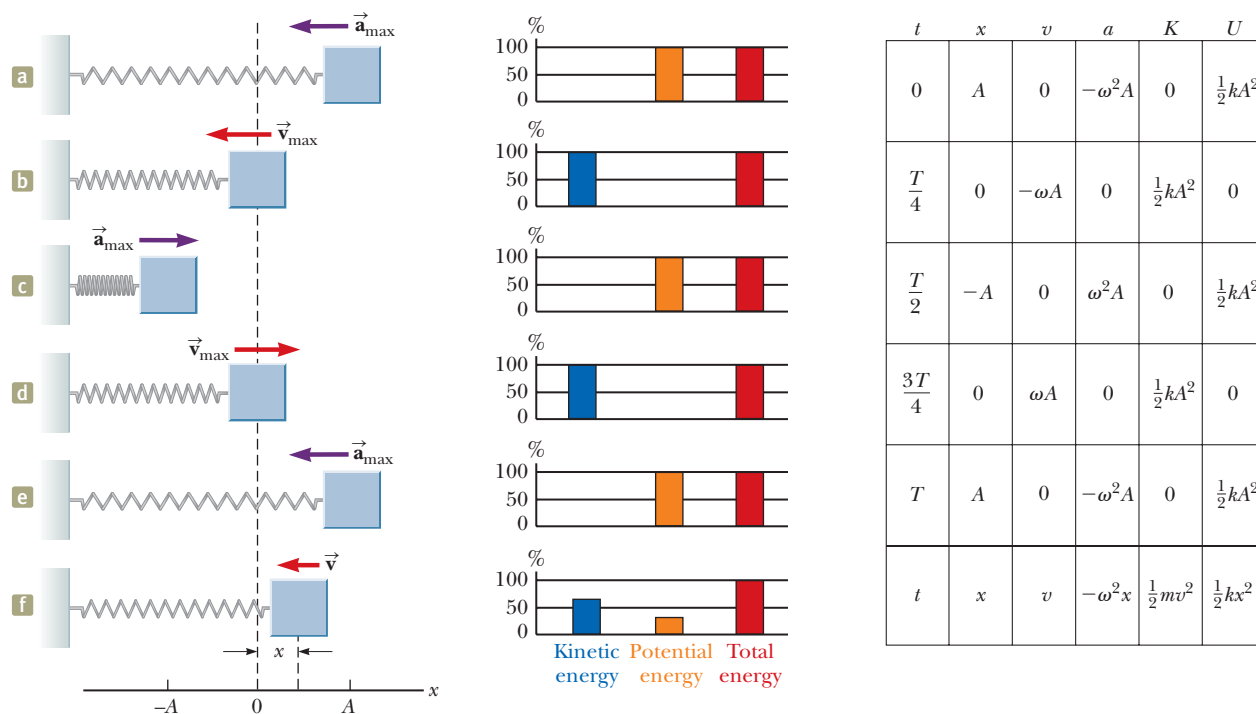 a
a⃗max
%
100
50
0
b
v⃗max
%
100
50
0
c
a⃗max
%
100
50
0
d
v⃗max
%
100
50
0
e
a⃗max
%
100
50
0
f
v⃗
x
%
100
50
0
Kinetic energy
Potential energy
Total energy
–A 0 A x
t x v a K U
0 A 0 −ω²A 0 ½kA²
T/4 0 −ωA 0 ½kA² 0
T/2 −A 0 ω²A 0 ½kA²
3T/4 0 ωA 0 ½kA² 0
T A 0 −ω²A 0 ½kA²
t x v −ω²x ½mv² ½kx²